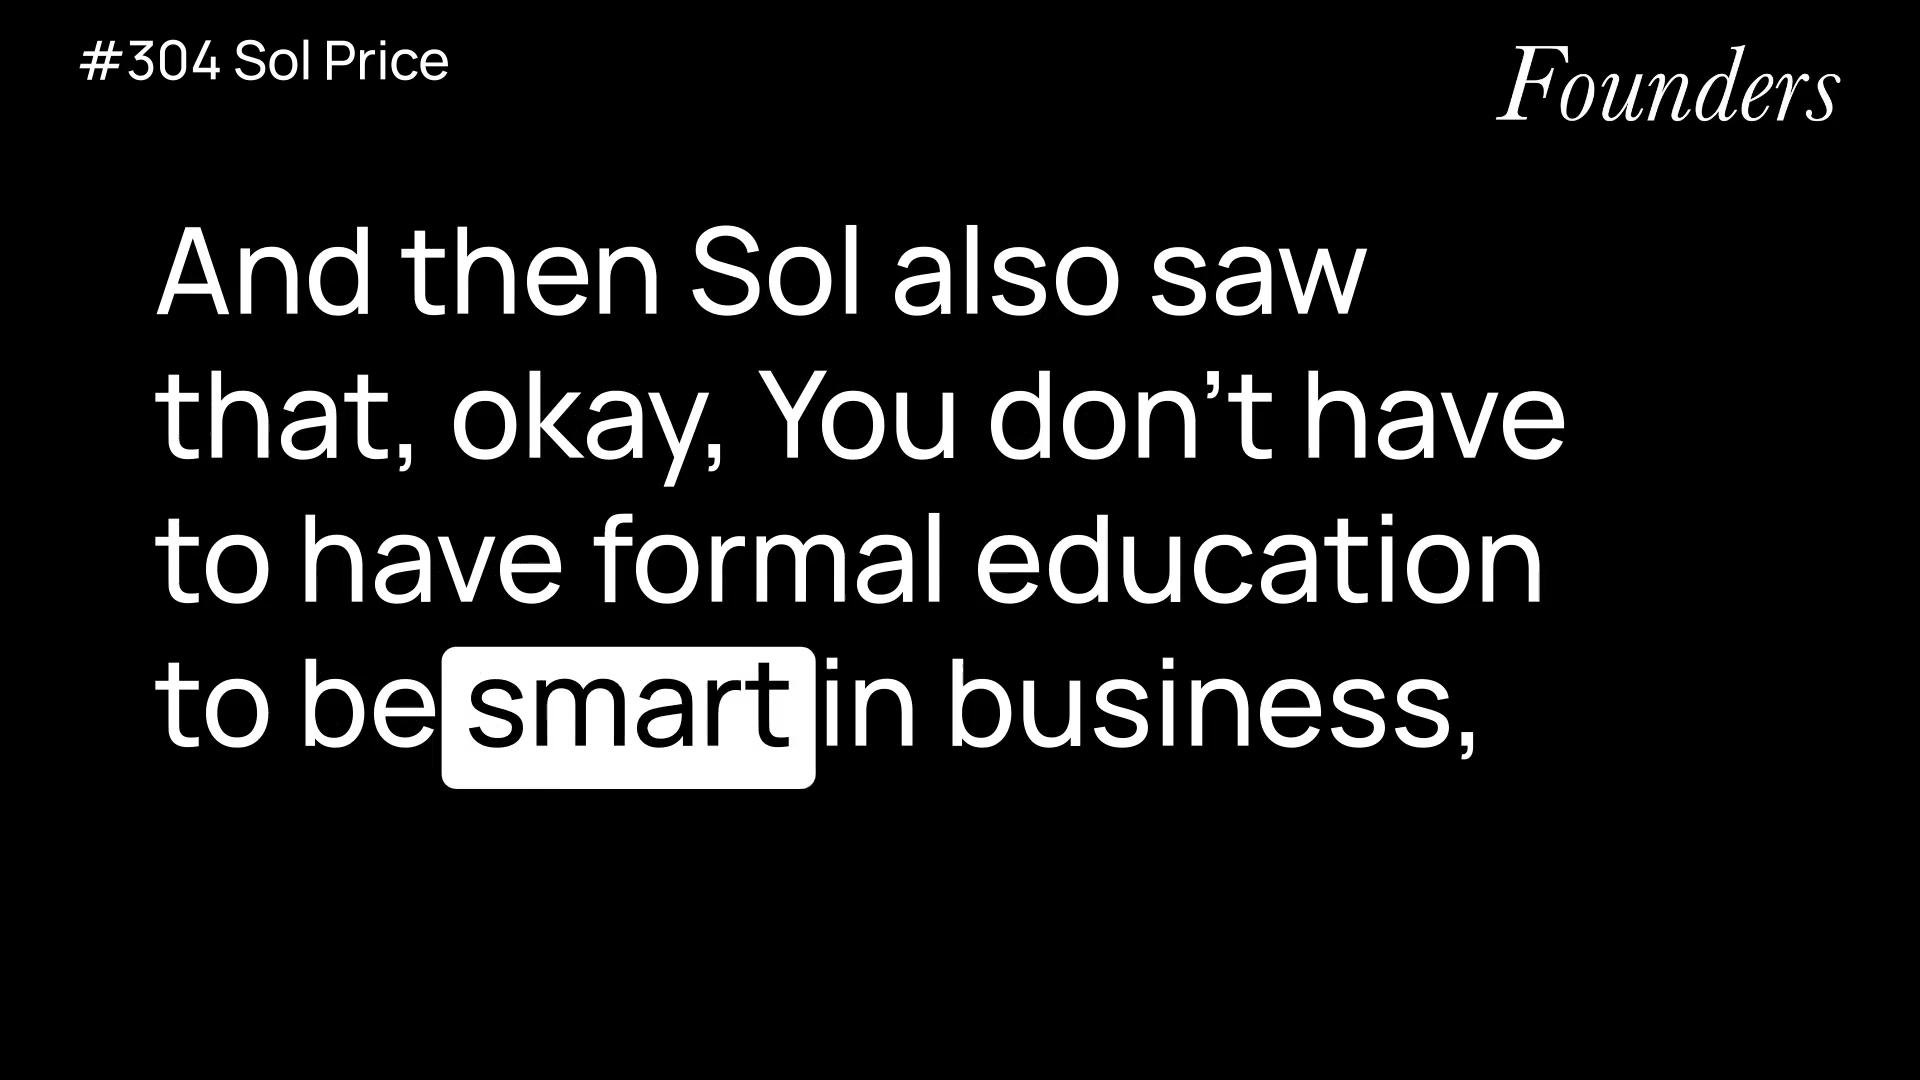 #304 Sol Price
Founders
And then Sol also saw
that, okay, You don’t have
to have formal education
to be smart in business,